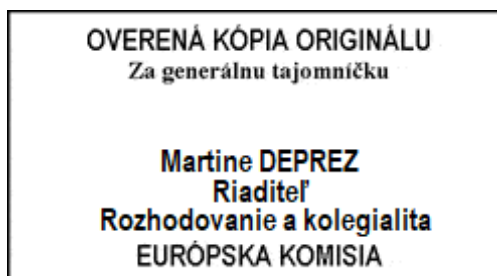 OVERENÁ KÓPIA ORIGINÁLU
Za generálnu tajomníčku
Martine DEPREZ
Riaditeľ
Rozhodovanie a kolegialita
EURÓPSKA KOMISIA